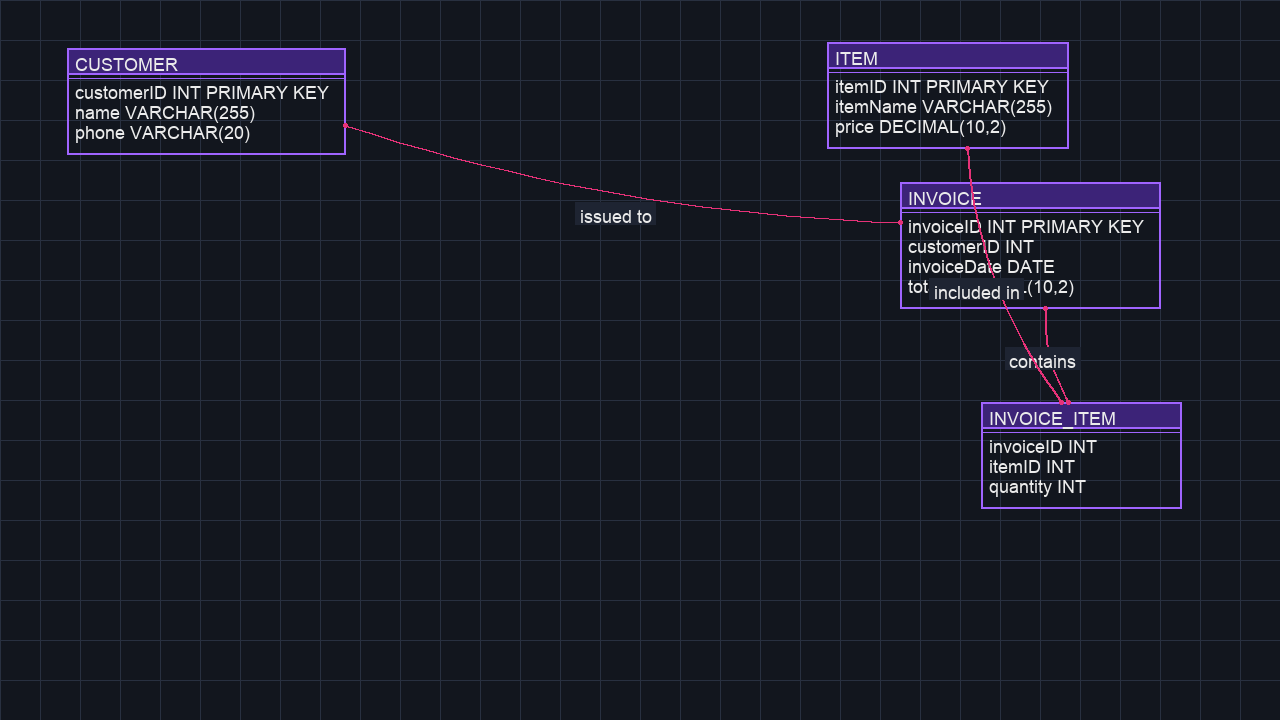 CUSTOMER
customerID INT PRIMARY KEY
name VARCHAR(255)
phone VARCHAR(20)
ITEM
itemID INT PRIMARY KEY
itemName VARCHAR(255)
price DECIMAL(10,2)
issued to
INVOICE
invoiceID INT PRIMARY KEY
customerID INT
invoiceDate DATE
(10,2)
included in
contains
INVOICE_ITEM
invoiceID INT
itemID INT
quantity INT